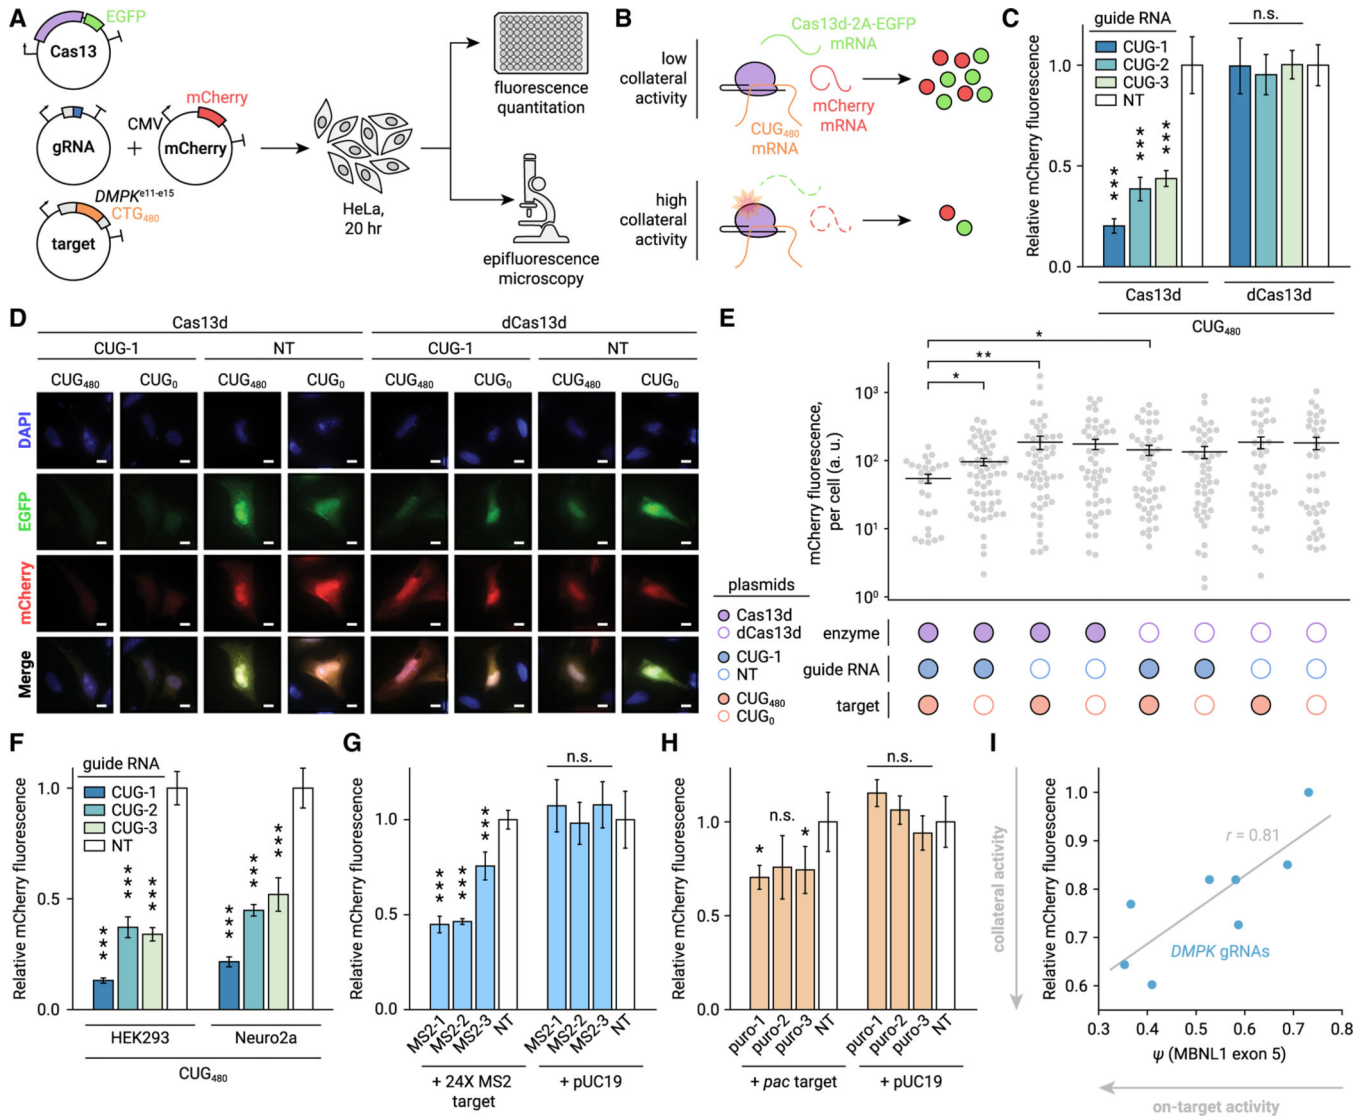 A
EGFP
Cas13
gRNA
+
CMV
mCherry
mCherry
DMPK^e11-e15
CTG₄₈₀
target
HeLa,
20 hr
fluorescence
quantitation
epifluorescence
microscopy
B
low
collateral
activity
Cas13d-2A-EGFP
mRNA
mCherry
mRNA
CUG₄₈₀
mRNA
high
collateral
activity
C
guide RNA
CUG-1
CUG-2
CUG-3
NT
n.s.
Relative mCherry fluorescence
1.0
0.5
0.0
***
***
***
Cas13d
dCas13d
CUG₄₈₀
D
Cas13d
dCas13d
CUG-1
NT
CUG-1
NT
CUG₄₈₀ CUG₀ CUG₄₈₀ CUG₀ CUG₄₈₀ CUG₀ CUG₄₈₀ CUG₀
DAPI
EGFP
mCherry
Merge
E
*
**
*
mCherry fluorescence,
per cell (a. u.)
10³
10²
10¹
10⁰
plasmids
Cas13d
dCas13d
CUG-1
NT
CUG₄₈₀
CUG₀
enzyme
guide RNA
target
F
guide RNA
CUG-1
CUG-2
CUG-3
NT
Relative mCherry fluorescence
1.0
0.5
0.0
***
***
***
***
***
***
HEK293
Neuro2a
CUG₄₈₀
G
n.s.
Relative mCherry fluorescence
1.0
0.5
0.0
***
***
***
MS2-1 MS2-2 MS2-3 NT MS2-1 MS2-2 MS2-3 NT
+ 24X MS2
target
+ pUC19
H
n.s.
Relative mCherry fluorescence
1.0
0.5
0.0
*
n.s.
*
puro-1 puro-2 puro-3 NT puro-1 puro-2 puro-3 NT
+ pac target
+ pUC19
I
collateral activity
Relative mCherry fluorescence
1.0
0.9
0.8
0.7
0.6
r = 0.81
DMPK gRNAs
0.3 0.4 0.5 0.6 0.7 0.8
ψ (MBNL1 exon 5)
on-target activity